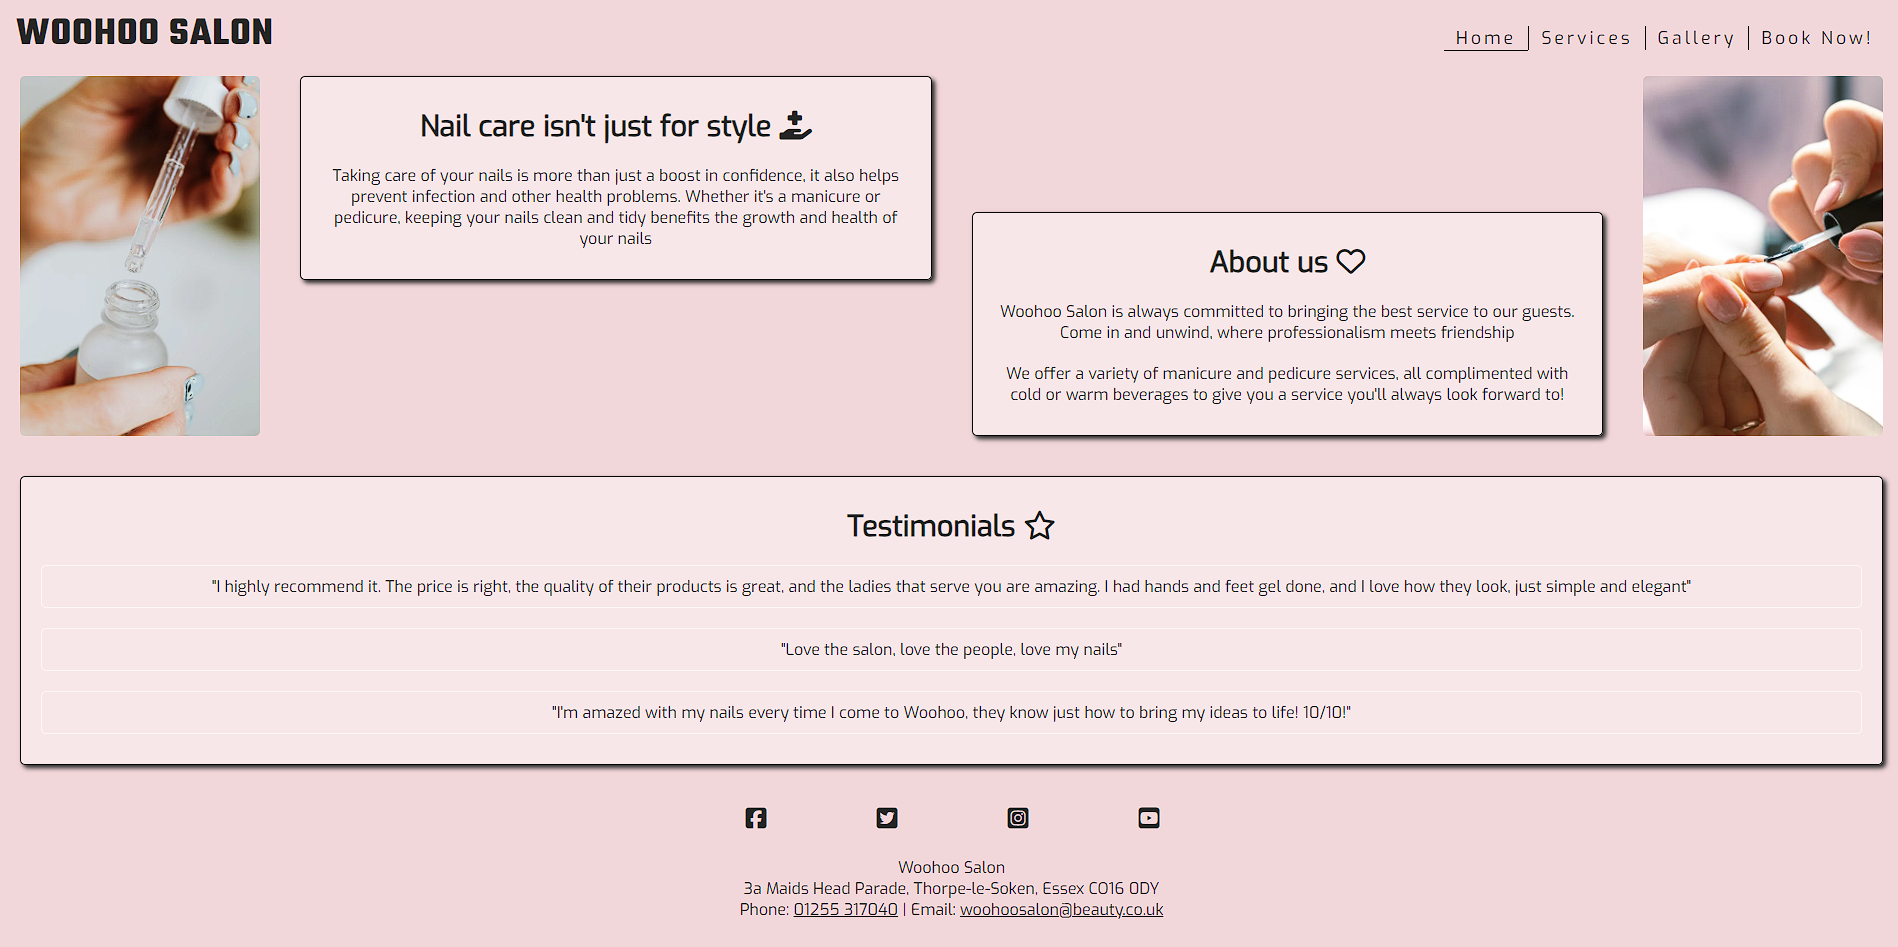 WOOHOO SALON
Home
Services
Gallery
Book Now!
Nail care isn't just for style
Taking care of your nails is more than just a boost in confidence, it also helps
prevent infection and other health problems. Whether it's a manicure or
pedicure, keeping your nails clean and tidy benefits the growth and health of
your nails
About us
Woohoo Salon is always committed to bringing the best service to our guests.
Come in and unwind, where professionalism meets friendship
We offer a variety of manicure and pedicure services, all complimented with
cold or warm beverages to give you a service you'll always look forward to!
Testimonials
"I highly recommend it. The price is right, the quality of their products is great, and the ladies that serve you are amazing. I had hands and feet gel done, and I love how they look, just simple and elegant"
"Love the salon, love the people, love my nails"
"I'm amazed with my nails every time I come to Woohoo, they know just how to bring my ideas to life! 10/10!"
Woohoo Salon
3a Maids Head Parade, Thorpe-le-Soken, Essex CO16 0DY
Phone: 01255 317040 | Email: woohoosalon@beauty.co.uk